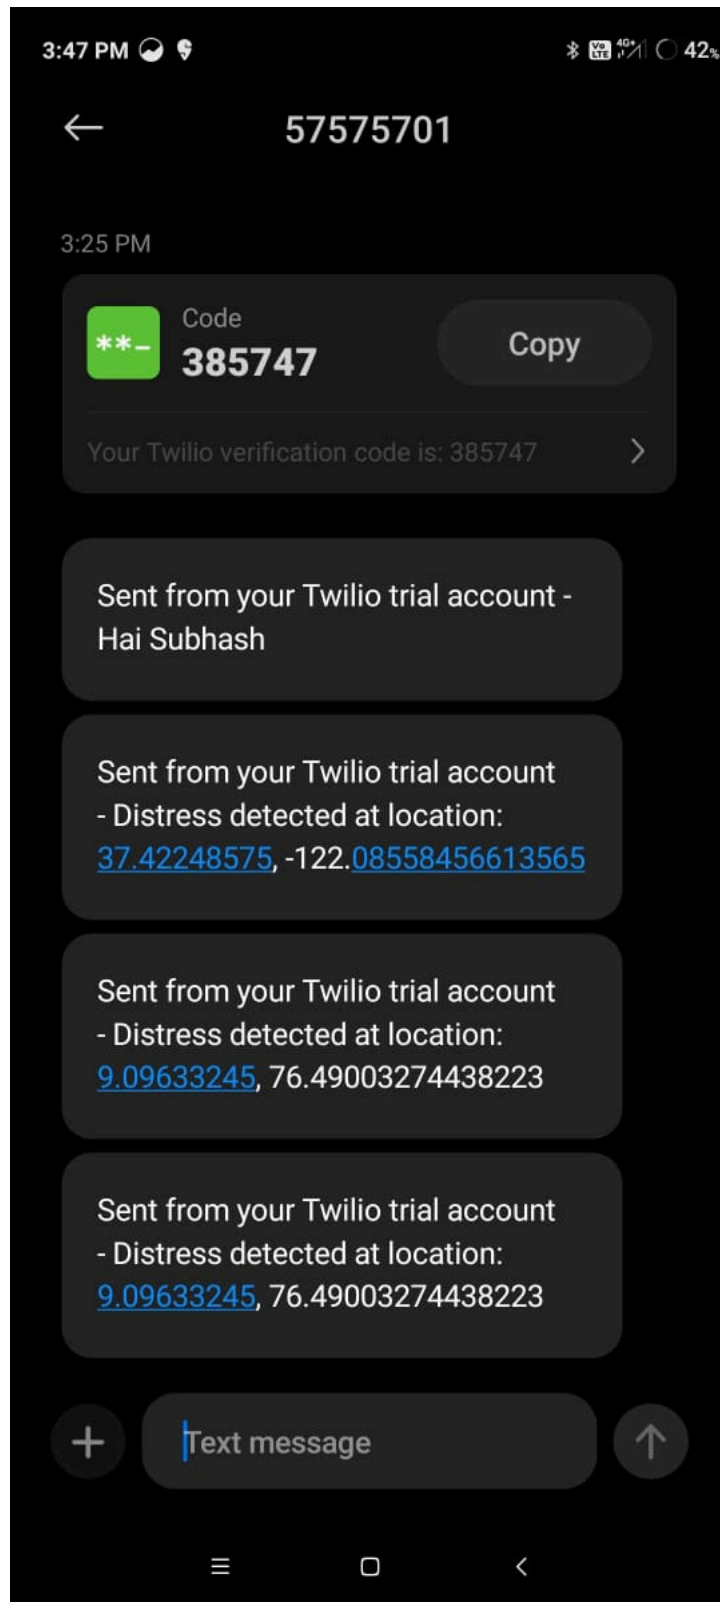 3:47 PM 42%
57575701
3:25 PM
Code
**_
385747
Copy
Your Twilio verification code is: 385747
Sent from your Twilio trial account -
Hai Subhash
Sent from your Twilio trial account
- Distress detected at location:
37.42248575, -122.08558456613565
Sent from your Twilio trial account
- Distress detected at location:
9.09633245, 76.49003274438223
Sent from your Twilio trial account
- Distress detected at location:
9.09633245, 76.49003274438223
Text message